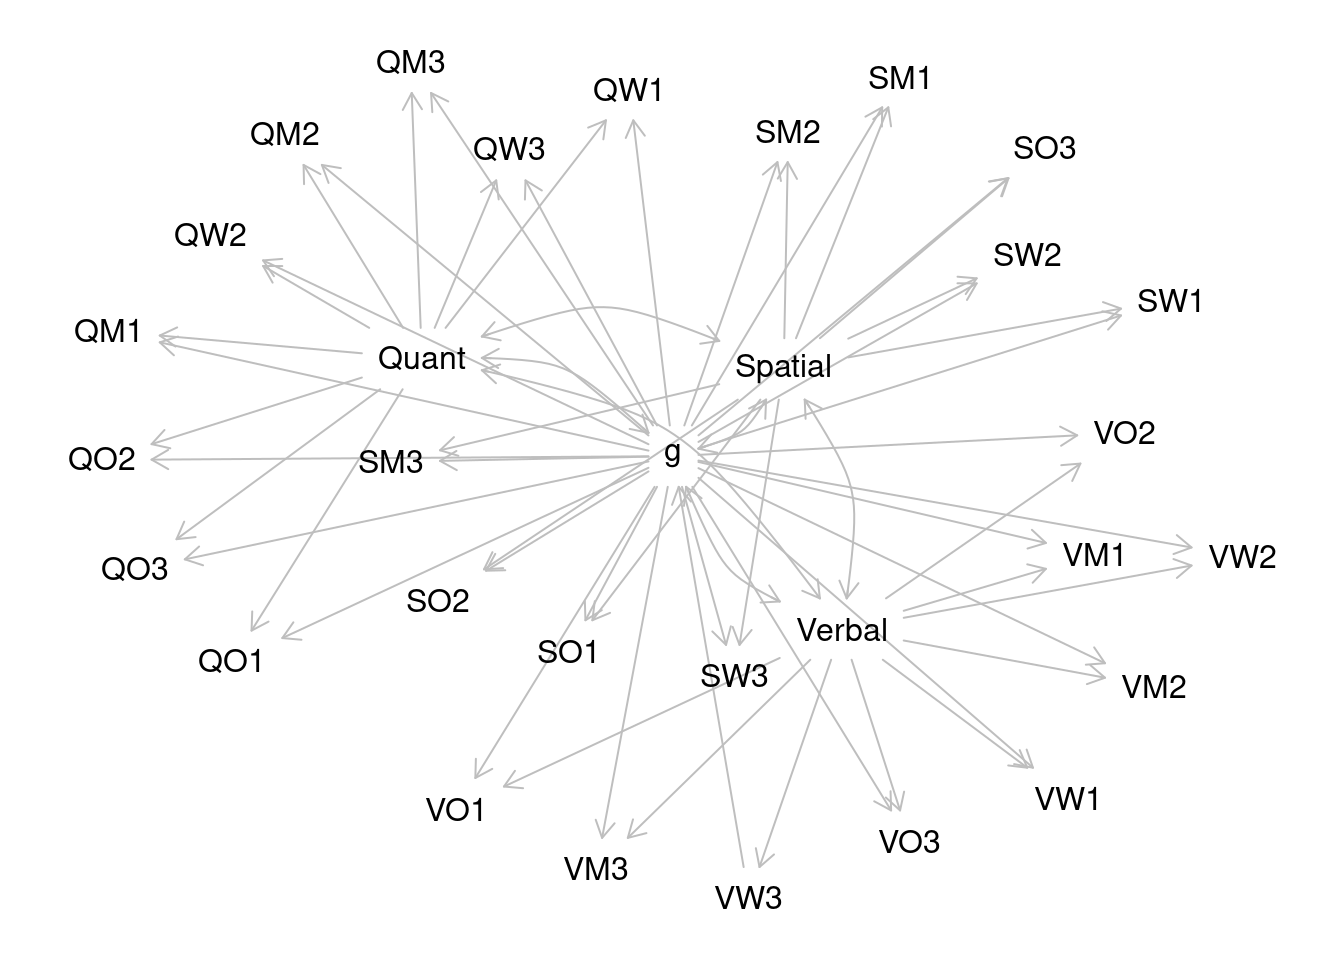 QM3
SM1
QW1
QM2
SM2
QW3
SO3
QW2
SW2
SW1
QM1
Quant
Spatial
VO2
g
QO2
SM3
VM1
VW2
QO3
SO2
Verbal
SO1
QO1
SW3
VM2
VW1
VO1
VO3
VM3
VW3